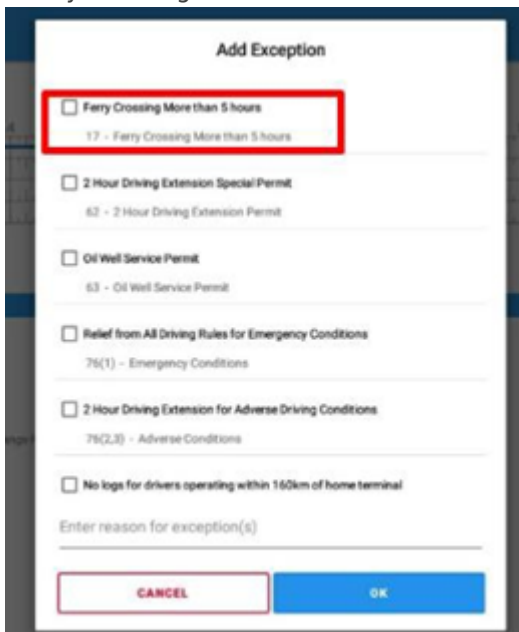 Add Exception
Ferry Crossing More than 5 hours
17 - Ferry Crossing More than 5 hours
2 Hour Driving Extension Special Permit
62 - 2 Hour Driving Extension Permit
Oil Well Service Permit
63 - Oil Well Service Permit
Relief from All Driving Rules for Emergency Conditions
76(1) - Emergency Conditions
2 Hour Driving Extension for Adverse Driving Conditions
76(2,3) - Adverse Conditions
No logs for drivers operating within 160km of home terminal
Enter reason for exception(s)
CANCEL OK